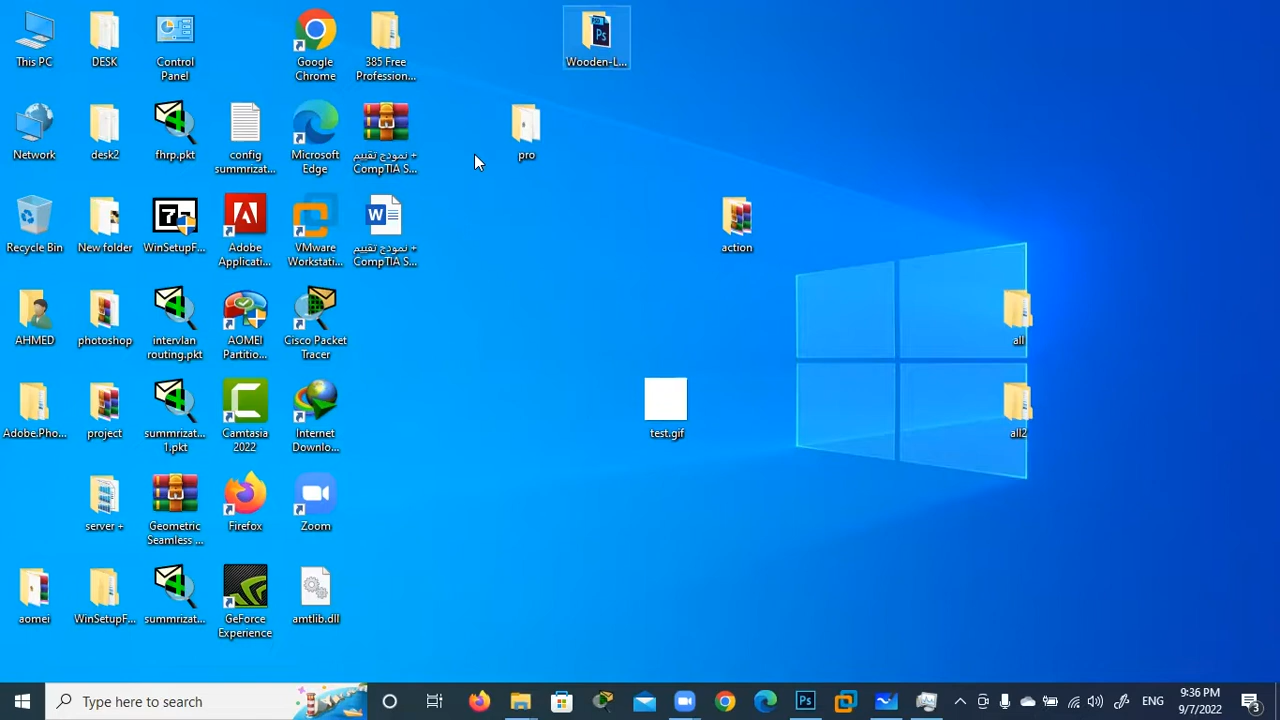 This PC
DESK
Control
Panel
Google
Chrome
385 Free
Profession...
Wooden-L...
Network
desk2
fhrp.pkt
config
summrizat...
Microsoft
Edge
نموذج تقييم +
CompTIA S...
pro
Recycle Bin
New folder
WinSetupF...
Adobe
Applicati...
VMware
Workstati...
نموذج تقييم +
CompTIA S...
action
AHMED
photoshop
intervlan
routing.pkt
AOMEI
Partitio...
Cisco Packet
Tracer
all
Adobe.Pho...
project
summrizat...
1.pkt
Camtasia
2022
Internet
Downlo...
test.gif
all2
server +
Geometric
Seamless ...
Firefox
Zoom
aomei
WinSetupF...
summrizat...
GeForce
Experience
amtlib.dll
Type here to search
ENG
9:36 PM
9/7/2022
3